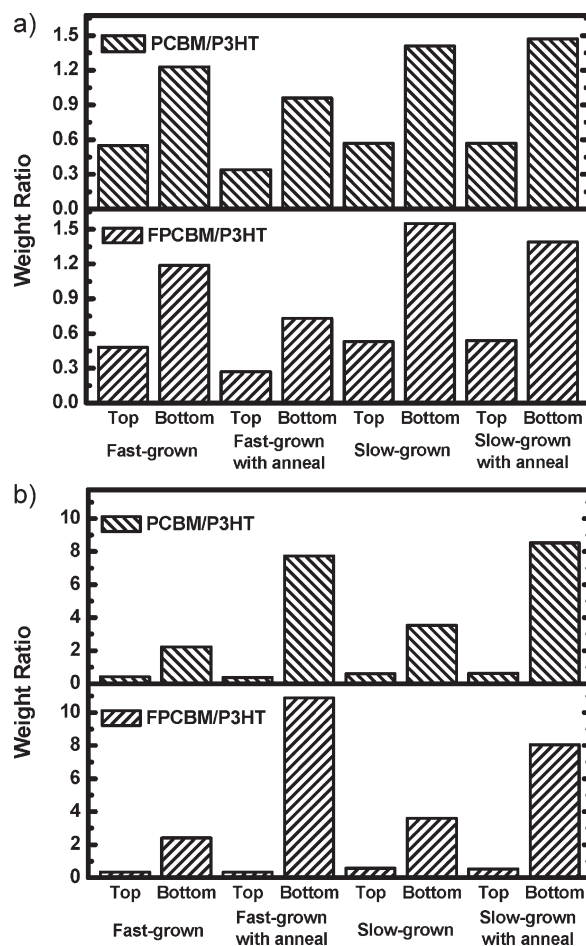 a)
1.5
1.2
0.9
0.6
0.3
0.0
PCBM/P3HT
Weight Ratio
1.5
1.2
0.9
0.6
0.3
0.0
FPCBM/P3HT
Top Bottom Top Bottom Top Bottom Top Bottom
Fast-grown Fast-grown with anneal Slow-grown Slow-grown with anneal
b)
10
8
6
4
2
0
PCBM/P3HT
Weight Ratio
10
8
6
4
2
0
FPCBM/P3HT
Top Bottom Top Bottom Top Bottom Top Bottom
Fast-grown Fast-grown with anneal Slow-grown Slow-grown with anneal